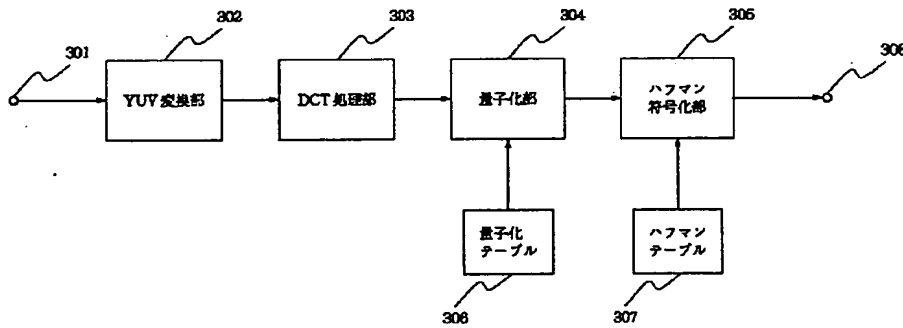 301
302
303
304
305
308
YUV変換部
DCT処理部
量子化部
ハフマン
符号化部
量子化
テーブル
ハフマン
テーブル
306
307